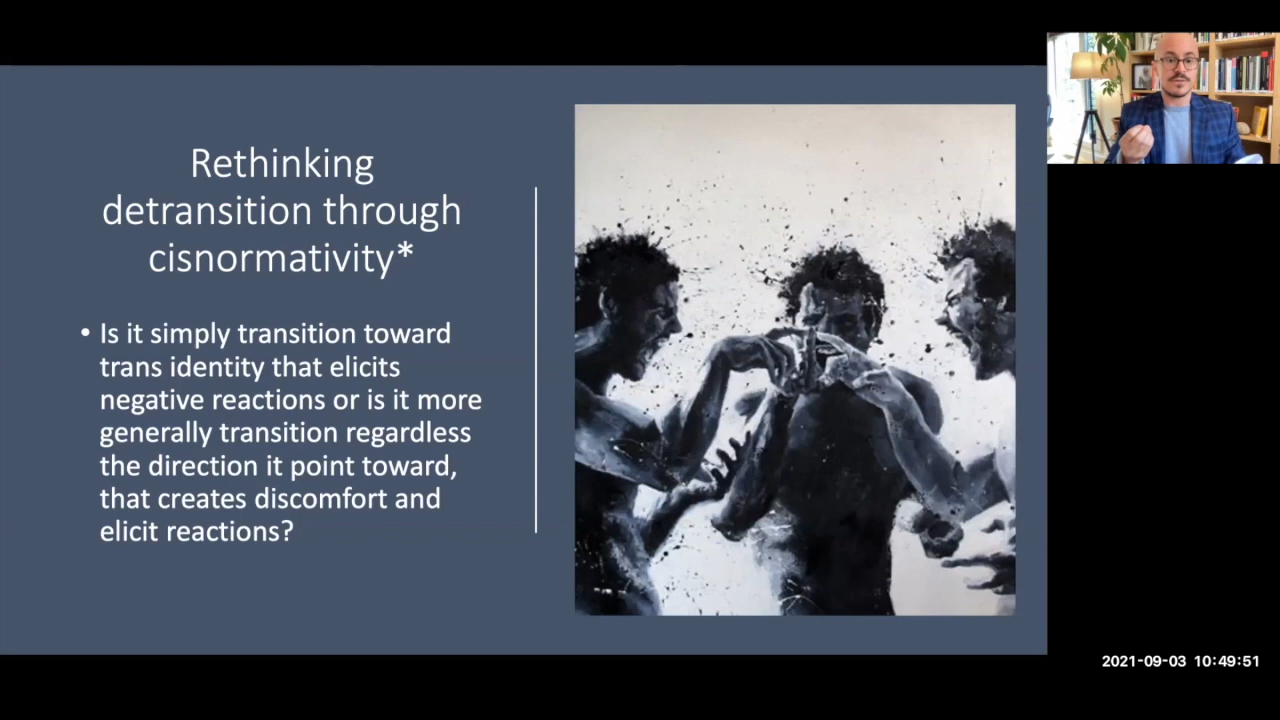 Rethinking
detransition through
cisnormativity*
• Is it simply transition toward
trans identity that elicits
negative reactions or is it more
generally transition regardless
the direction it point toward,
that creates discomfort and
elicit reactions?
2021-09-03 10:49:51